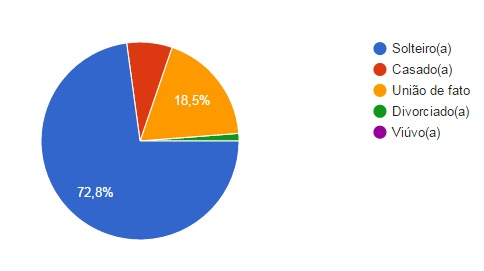 Solteiro(a)
Casado(a)
União de fato
Divorciado(a)
Viúvo(a)
18,5%
72,8%